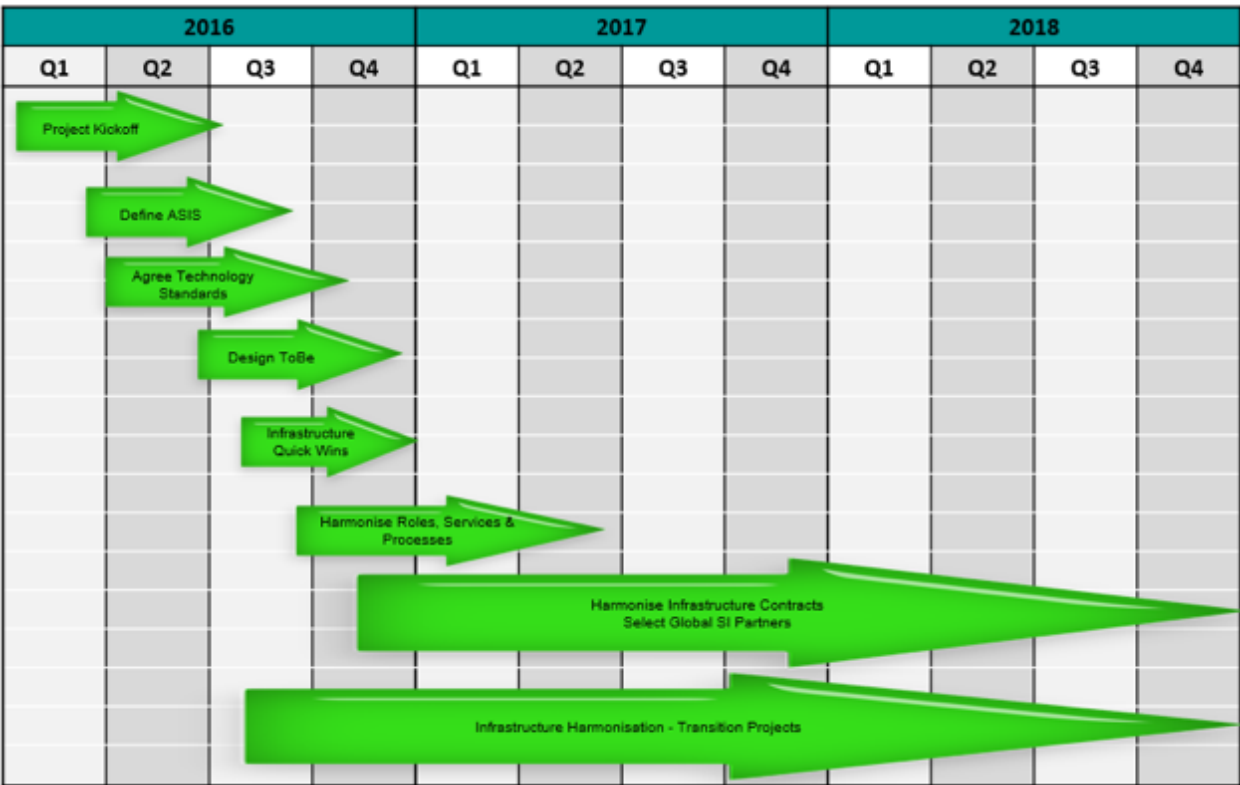 2016 2017 2018
Q1 Q2 Q3 Q4 Q1 Q2 Q3 Q4 Q1 Q2 Q3 Q4
Project Kickoff
Define ASIS
Agree Technology
Standards
Design ToBe
Infrastructure
Quick Wins
Harmonise Roles, Services &
Processes
Harmonise Infrastructure Contracts
Select Global SI Partners
Infrastructure Harmonisation - Transition Projects